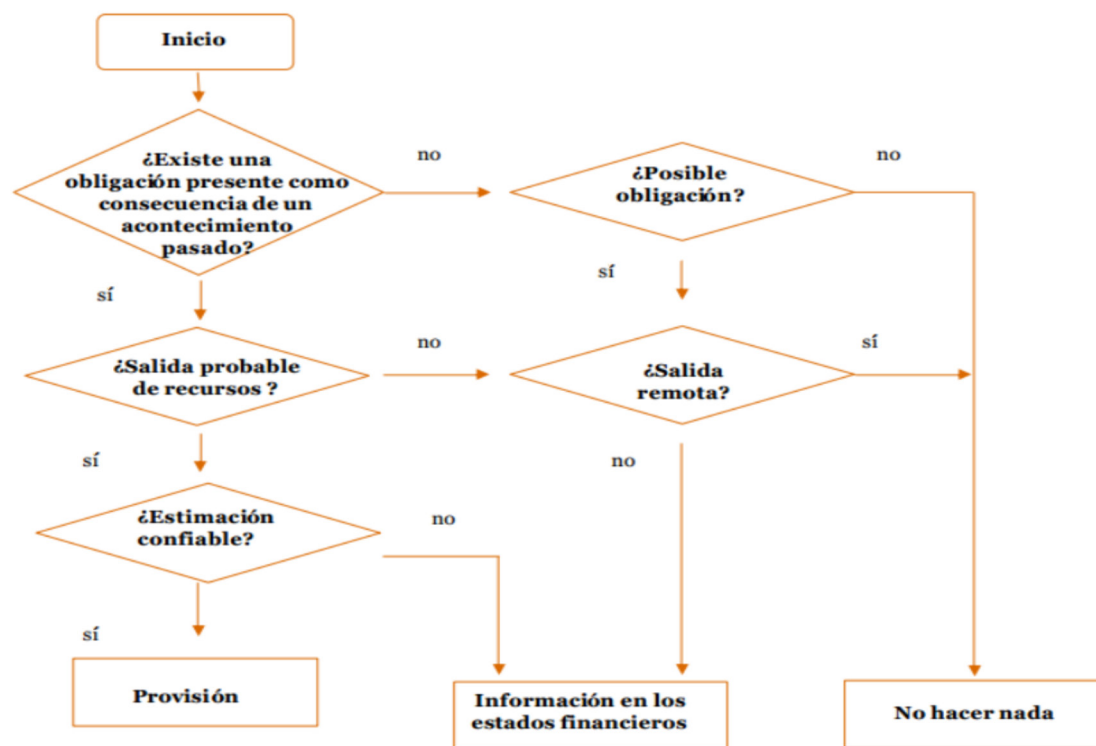 Inicio
¿Existe una
obligación presente como
consecuencia de un
acontecimiento
pasado?
no
¿Posible
obligación?
no
sí
sí
¿Salida probable
de recursos ?
no
¿Salida
remota?
sí
sí
no
¿Estimación
confiable?
no
sí
Provisión
Información en los
estados financieros
No hacer nada